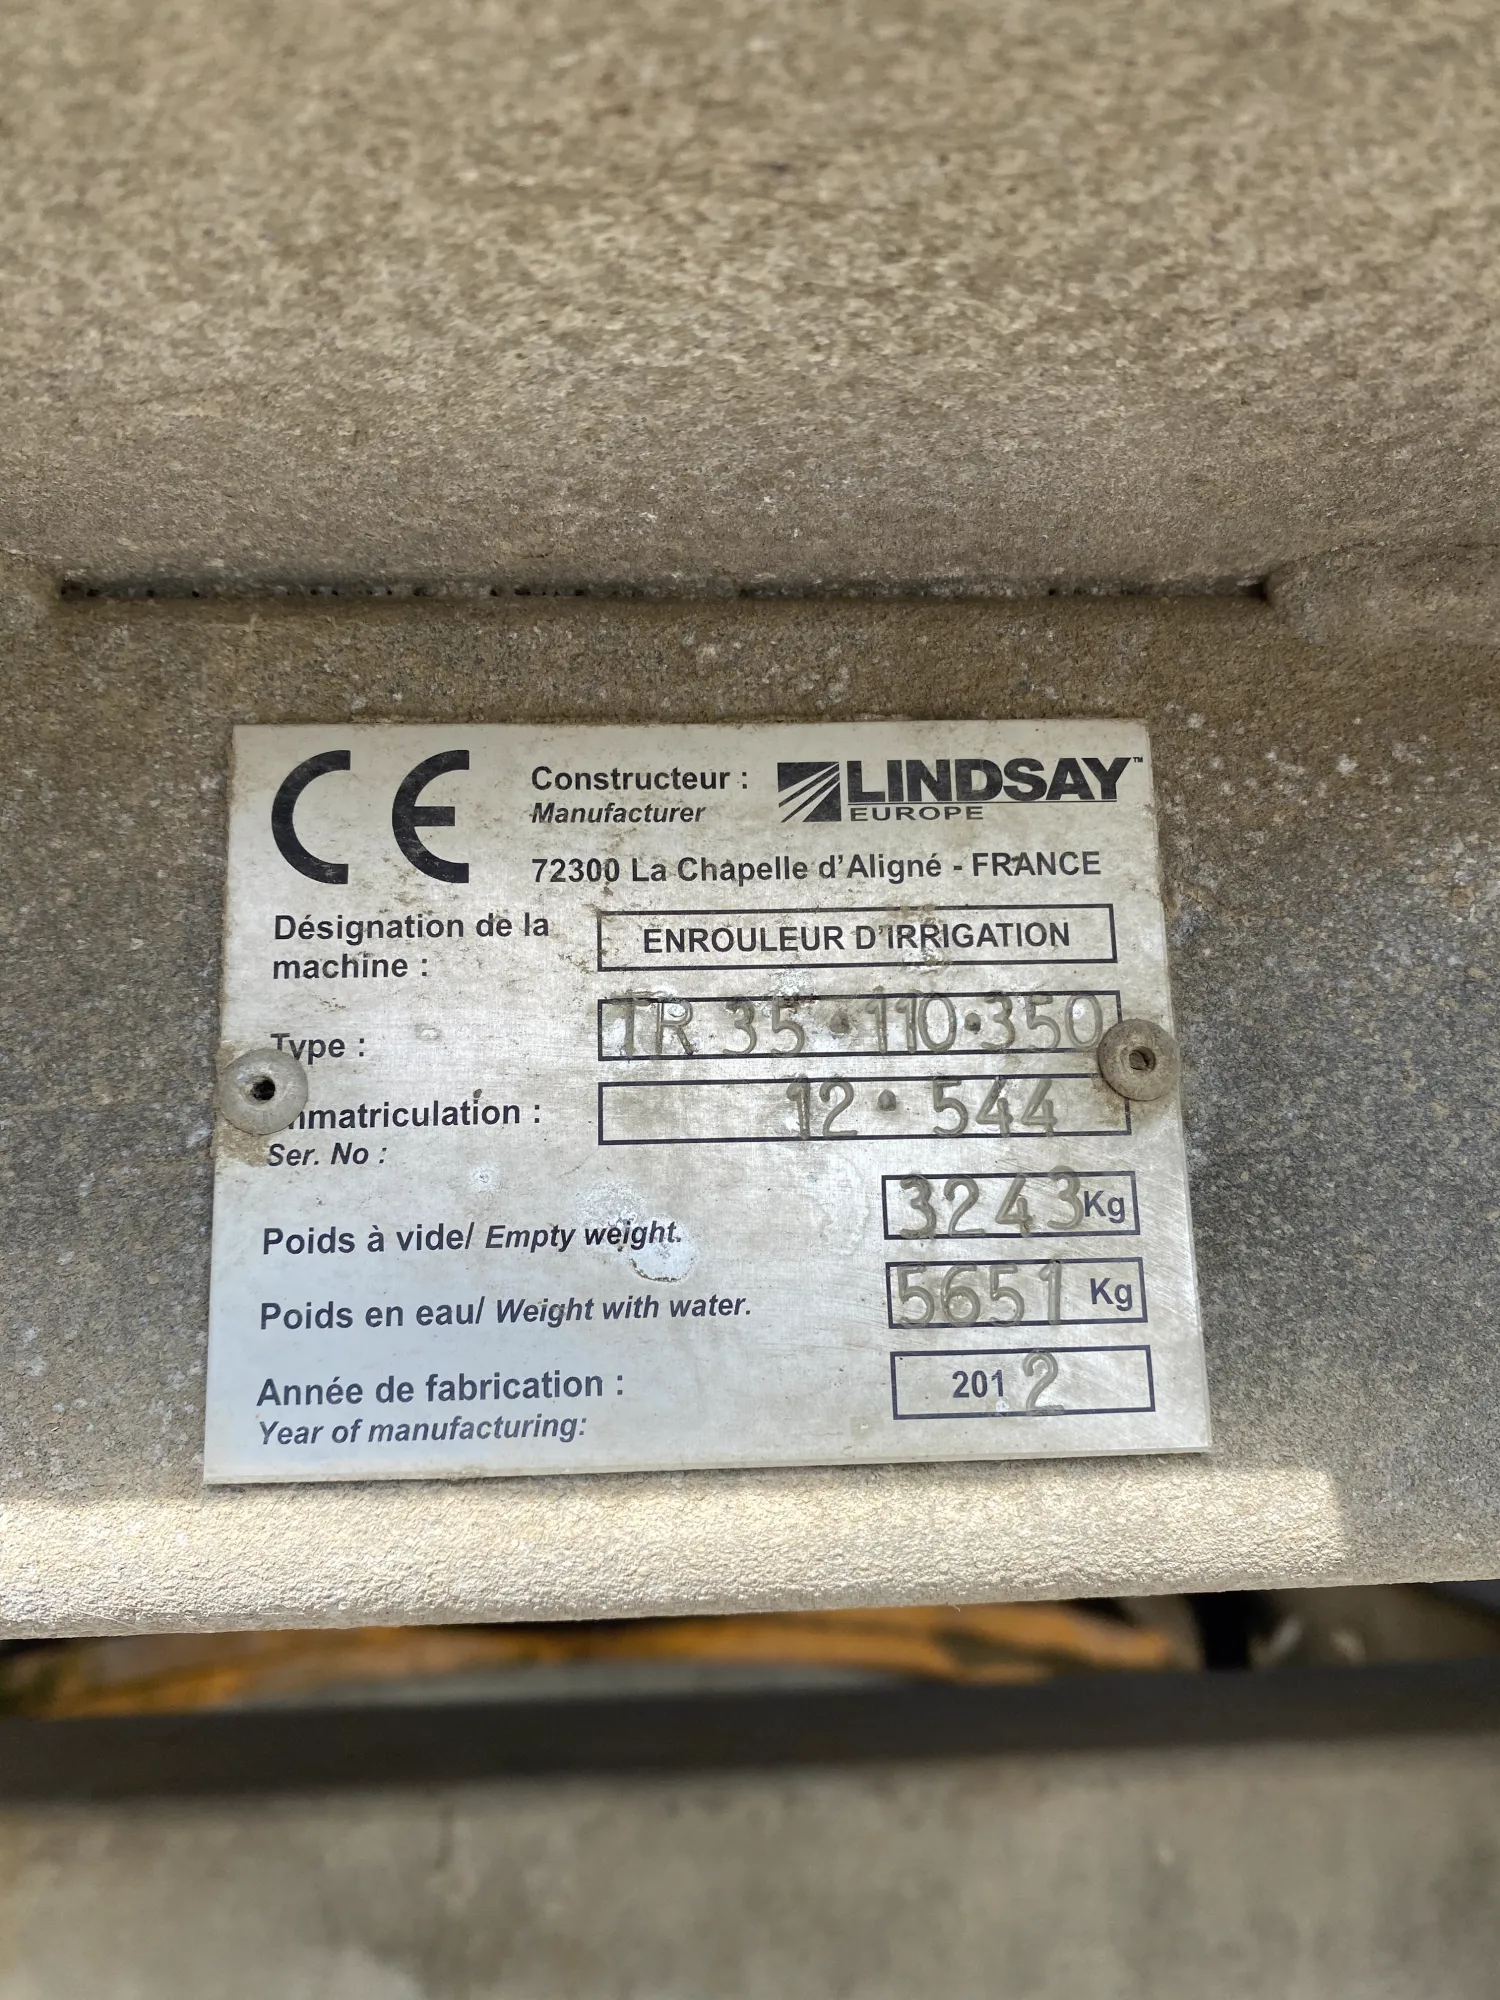 CE
Constructeur : LINDSAY™
Manufacturer EUROPE
72300 La Chapelle d'Aligné - FRANCE
Désignation de la
machine : ENROULEUR D'IRRIGATION
Type : TR 35·110·350
mmatriculation : 12·544
Ser. No :
Poids à vide/ Empty weight. 3243 Kg
Poids en eau/ Weight with water. 5651 Kg
Année de fabrication : 2012
Year of manufacturing: